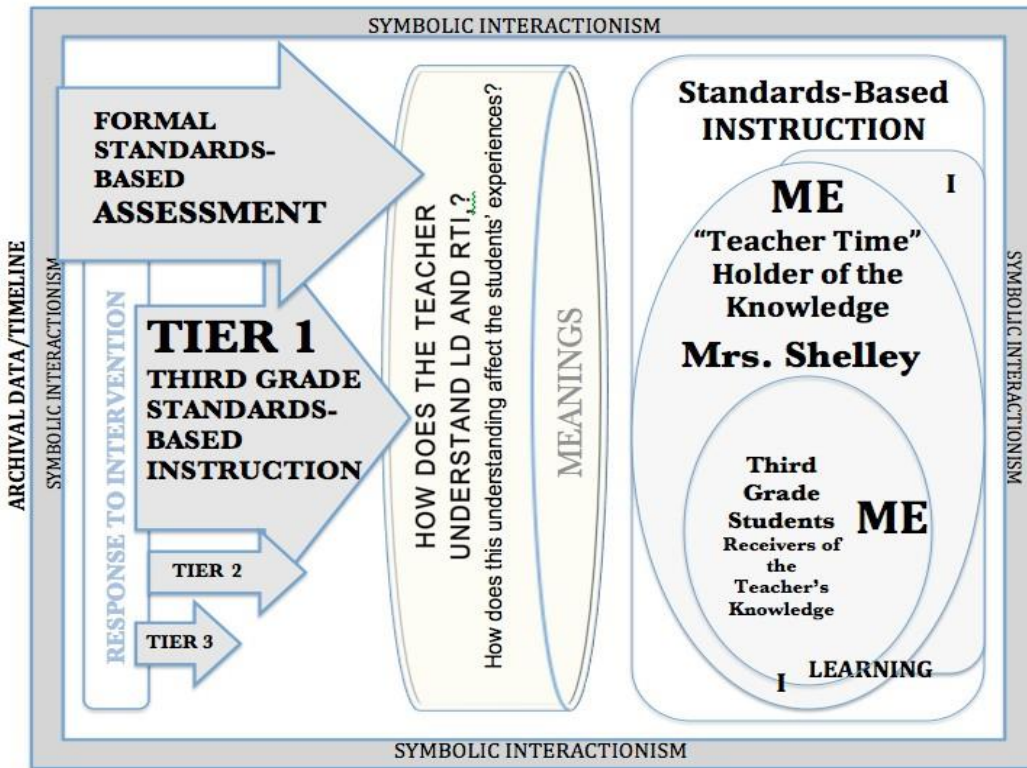 SYMBOLIC INTERACTIONISM
ARCHIVAL DATA/TIMELINE
SYMBOLIC INTERACTIONISM
FORMAL
STANDARDS-
BASED
ASSESSMENT
RESPONSE TO INTERVENTION
TIER 1
THIRD GRADE
STANDARDS-
BASED
INSTRUCTION
TIER 2
TIER 3
HOW DOES THE TEACHER
UNDERSTAND LD AND RTI,?
How does this understanding affect the students' experiences?
MEANINGS
Standards-Based
INSTRUCTION
I
ME
“Teacher Time”
Holder of the
Knowledge
Mrs. Shelley
Third
Grade
Students
Receivers of
the
Teacher’s
Knowledge
ME
LEARNING
I
SYMBOLIC INTERACTIONISM
SYMBOLIC INTERACTIONISM